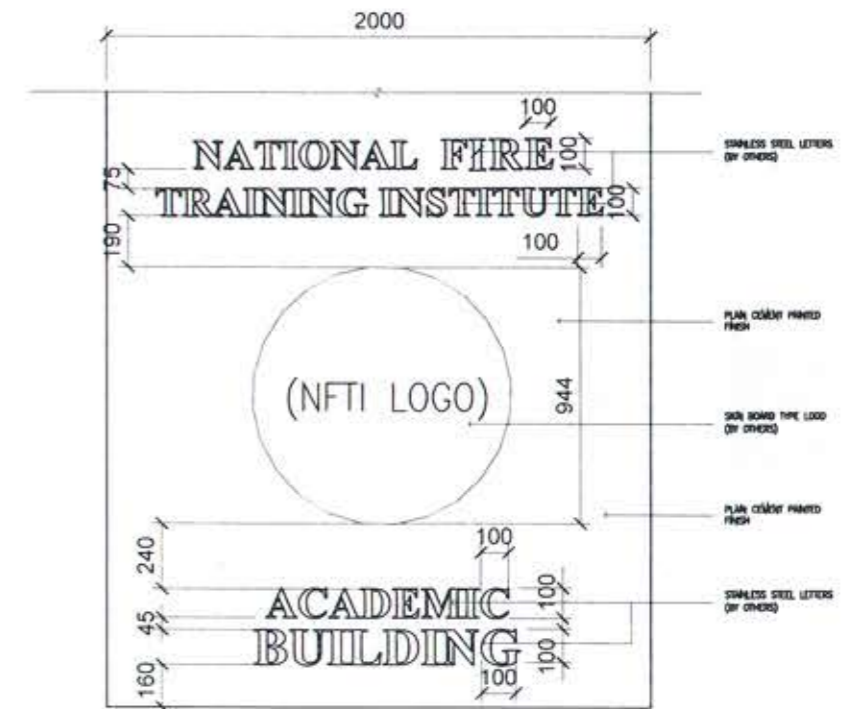 2000
100
NATIONAL FIRE
100
STAINLESS STEEL LETTERS
(BY OTHERS)
75
TRAINING INSTITUTE
100
190
100
PLAIN CEMENT PAINTED
FINISH
(NFTI LOGO)
944
SIGN BOARD TYPE LOGO
(BY OTHERS)
PLAIN CEMENT PAINTED
FINISH
240
100
ACADEMIC
100
STAINLESS STEEL LETTERS
(BY OTHERS)
45
BUILDING
100
160
100